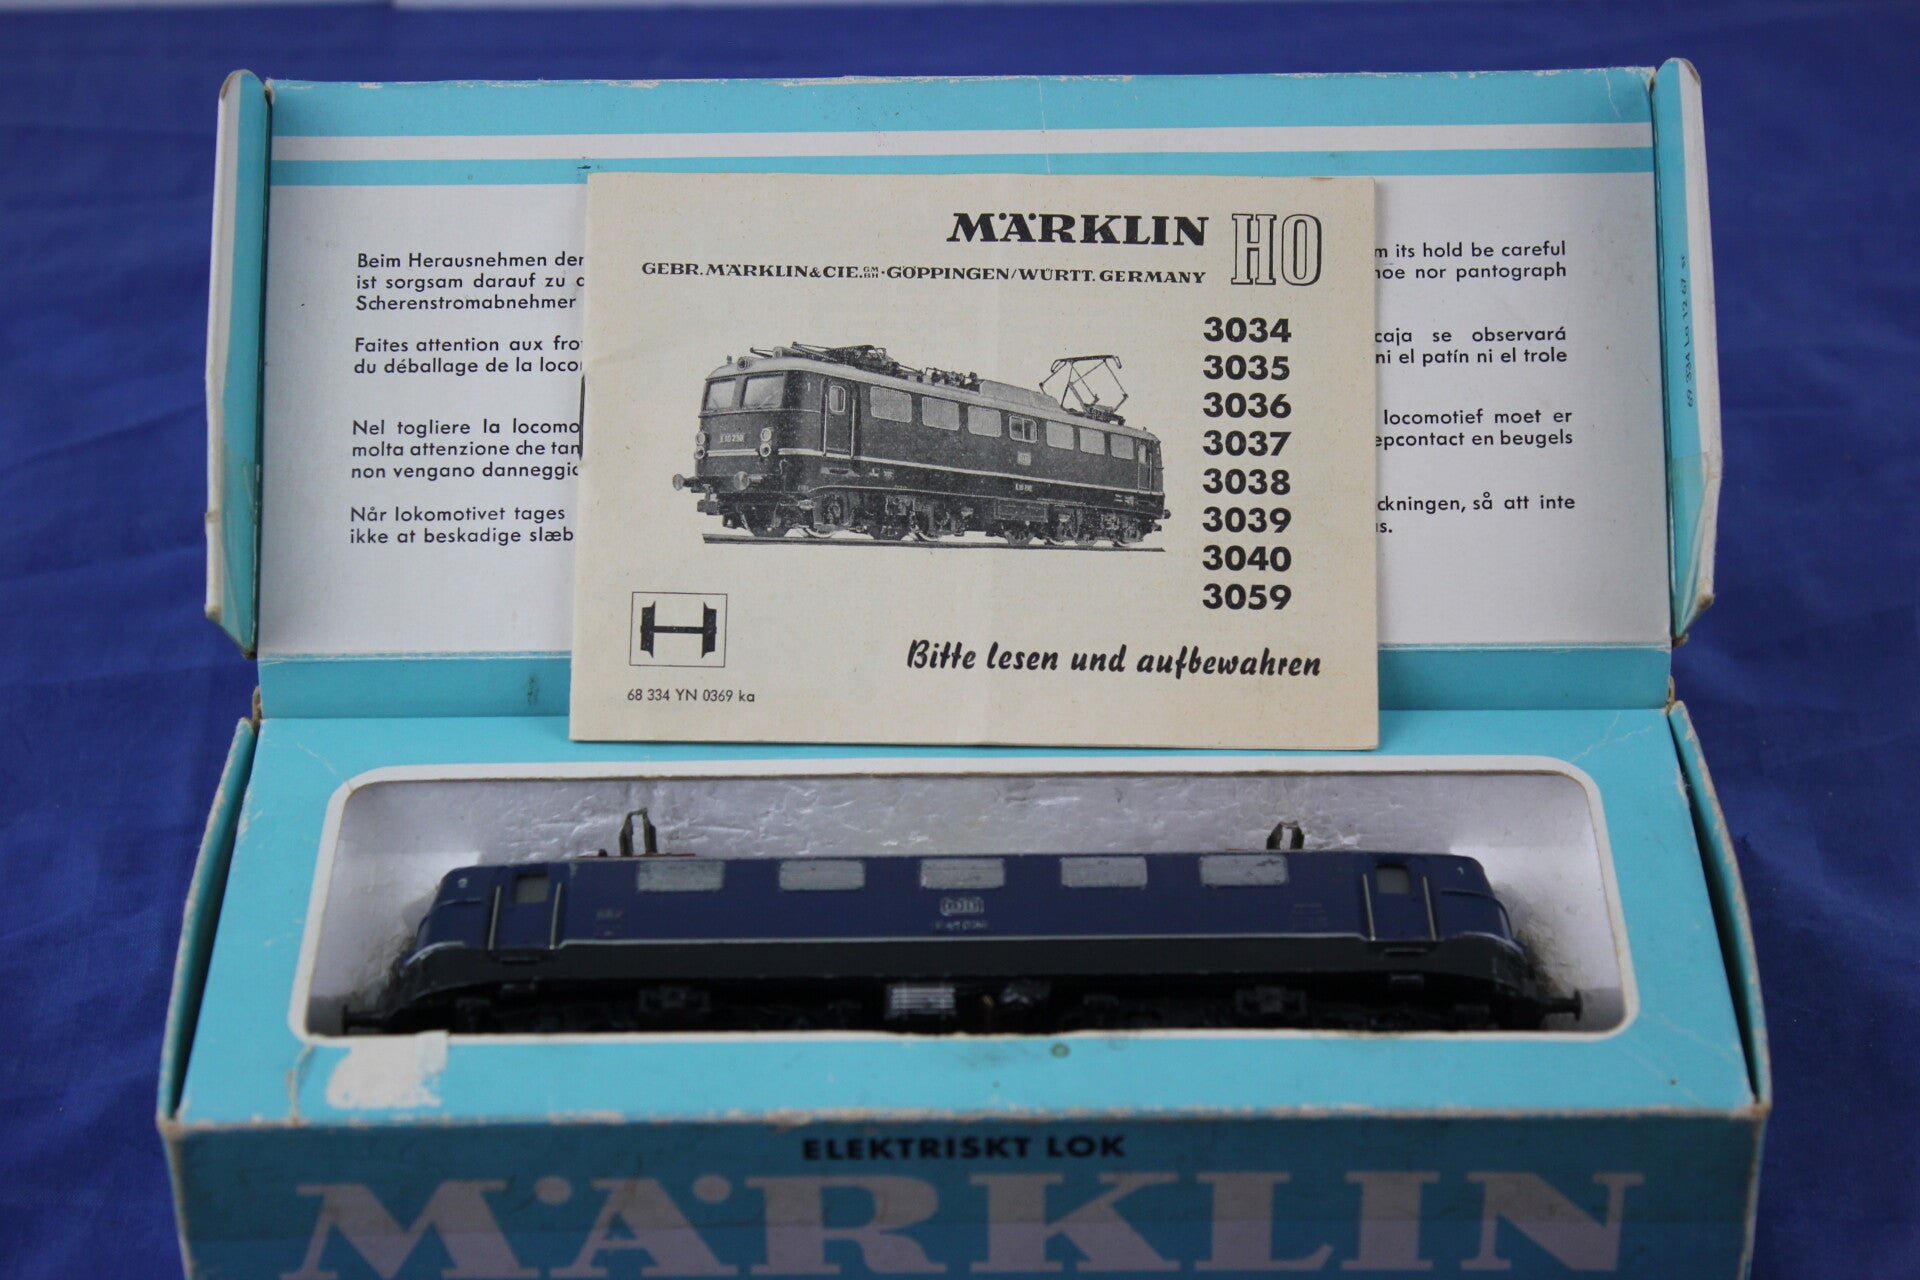 Beim Herausnehmen der
ist sorgsam darauf zu
Scherenstromabnehmer
Faites attention aux
du déballage de la
Nel togliere la
molta attenzione che
non vengano
Når lokomotivet tages
ikke at beskadige
its hold be careful
nor pantograph
caja se observará
ni el patín ni el trole
locomotief moet er
en beugels
så att inte
MÄRKLIN HO
GEBR. MÄRKLIN & CIE. GMBH · GÖPPINGEN/WÜRTT. GERMANY
3034
3035
3036
3037
3038
3039
3040
3059
E 10 238
Bitte lesen und aufbewahren
68 334 YN 0369 ka
1
DB
ELEKTRISKT LOK
MÄRKLIN